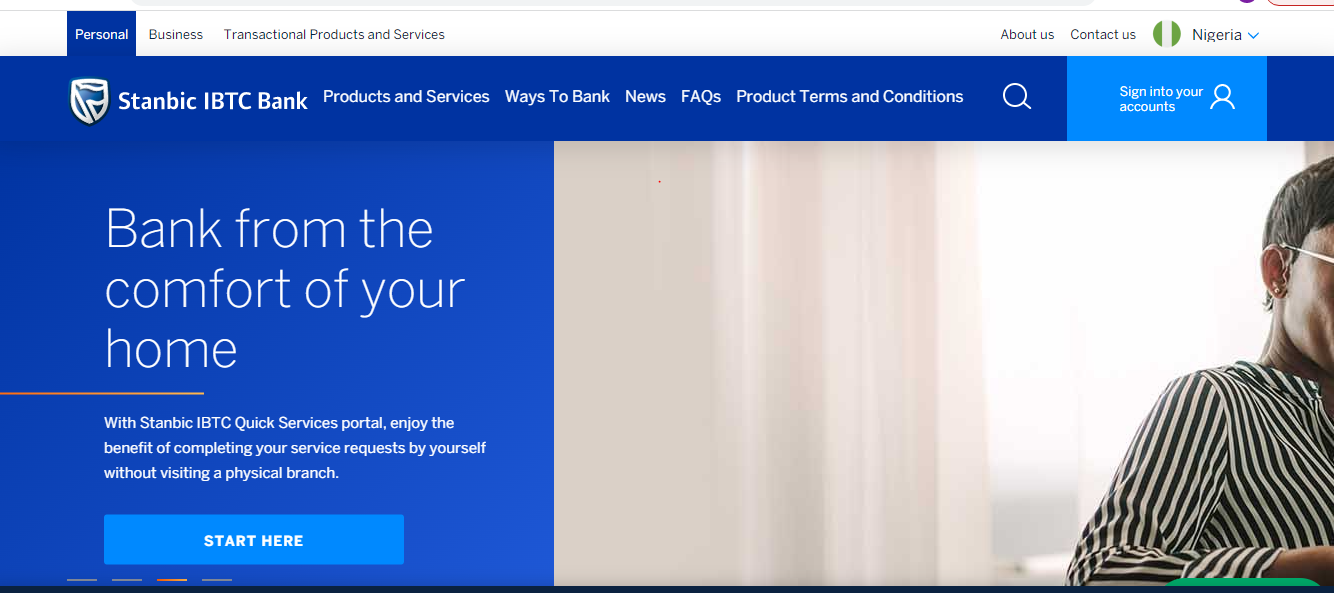 Personal Business Transactional Products and Services About us Contact us Nigeria
Stanbic IBTC Bank Products and Services Ways To Bank News FAQs Product Terms and Conditions
Sign into your
accounts
Bank from the
comfort of your
home
With Stanbic IBTC Quick Services portal, enjoy the
benefit of completing your service requests by yourself
without visiting a physical branch.
START HERE